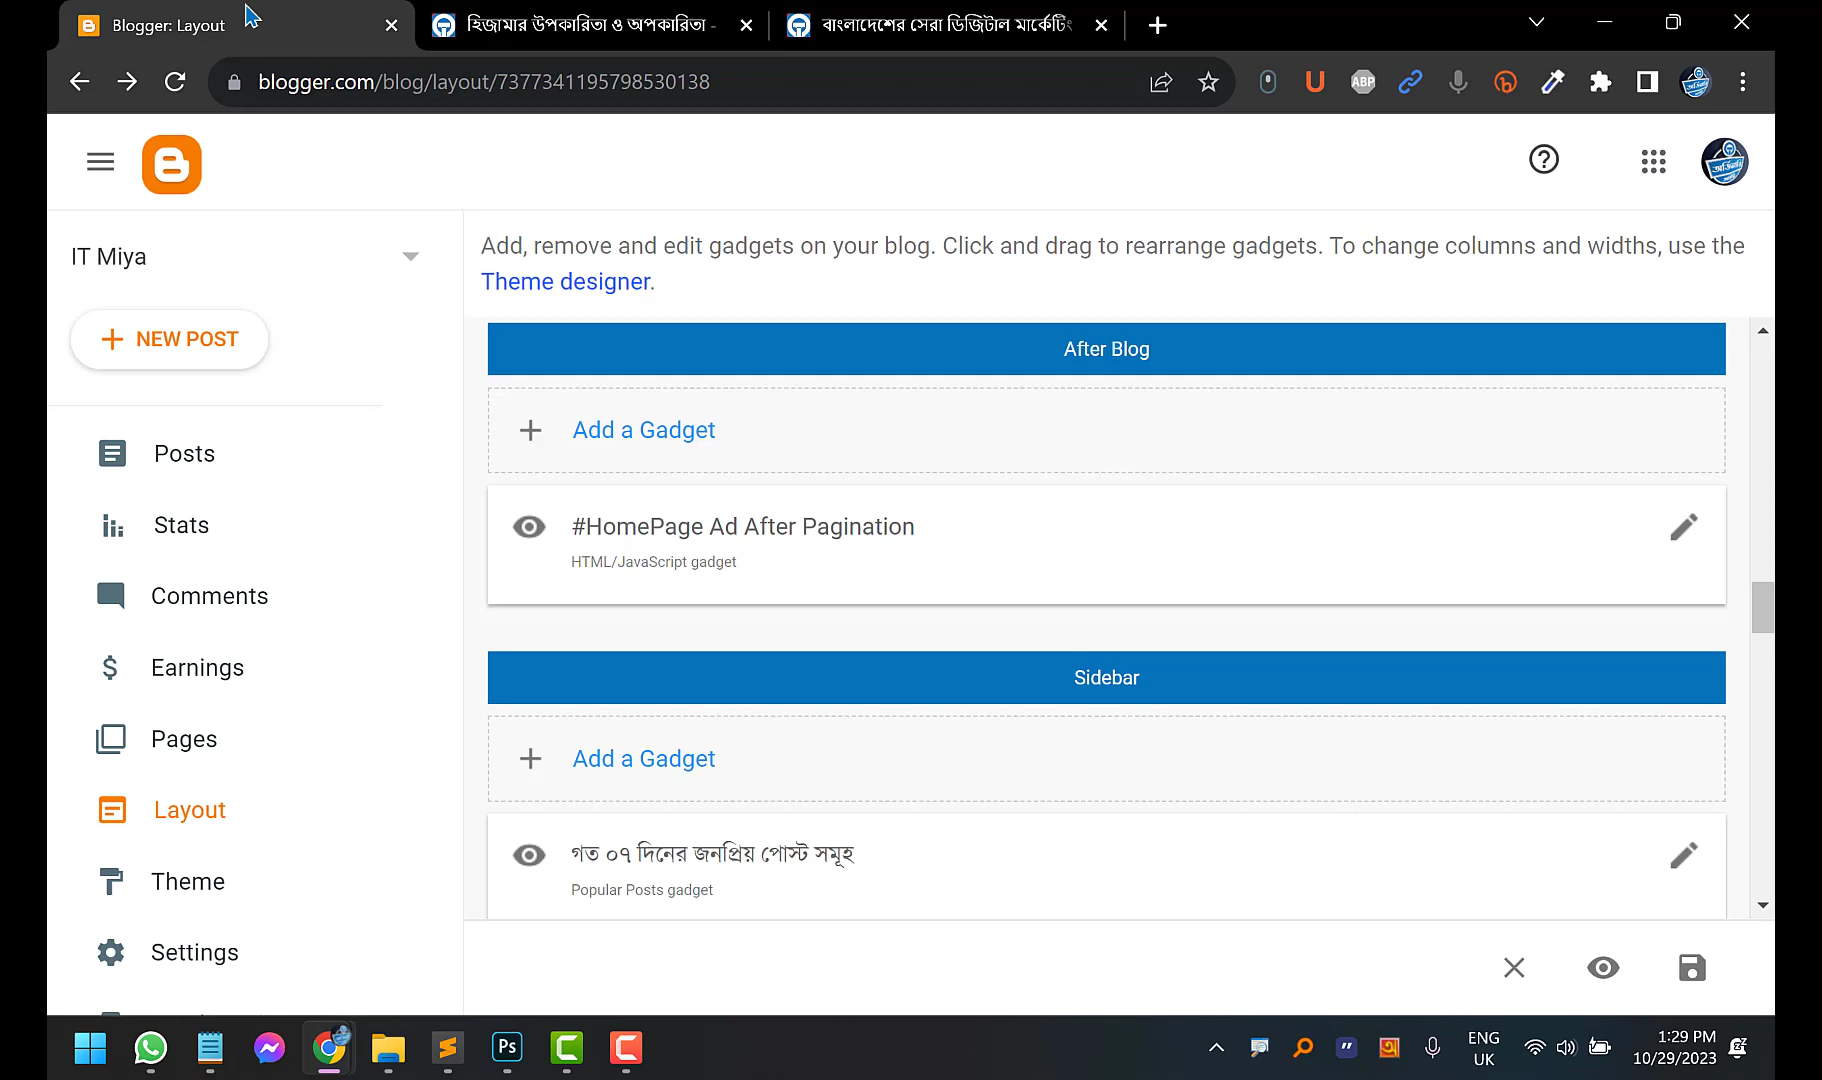 Blogger: Layout
হিজামার উপকারিতা ও অপকারিতা -
বাংলাদেশের সেরা ডিজিটাল মার্কেটিং
blogger.com/blog/layout/7377341195798530138
ABP
IT Miya
Add, remove and edit gadgets on your blog. Click and drag to rearrange gadgets. To change columns and widths, use the
Theme designer.
NEW POST
After Blog
Add a Gadget
Posts
#HomePage Ad After Pagination
Stats
HTML/JavaScript gadget
Comments
Earnings
Sidebar
Pages
Add a Gadget
Layout
গত ০৭ দিনের জনপ্রিয় পোস্ট সমূহ
Theme
Popular Posts gadget
Settings
Ps
ENG
UK
1:29 PM
10/29/2023